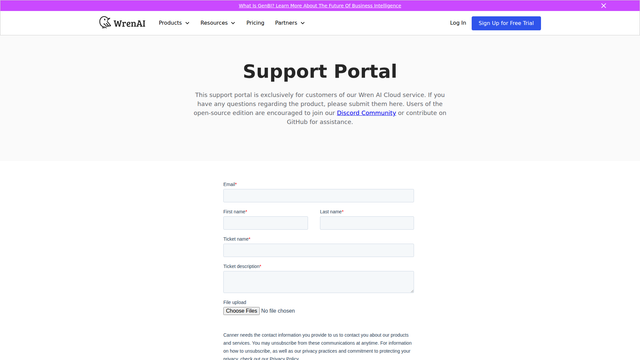 What is GenBI? Learn More About The Future Of Business Intelligence
WrenAI Products Resources Pricing Partners Log In Sign Up for Free Trial
Support Portal
This support portal is exclusively for customers of our Wren AI Cloud service. If you
have any questions regarding the product, please submit them here. Users of the
open-source edition are encouraged to join our Discord Community or contribute on
GitHub for assistance.
Email*
First name* Last name*
Ticket name*
Ticket description*
File upload
Choose Files No file chosen
Canner needs the contact information you provide to us to contact you about our products
and services. You may unsubscribe from these communications at anytime. For information
on how to unsubscribe, as well as our privacy practices and commitment to protecting your
privacy, check out our Privacy Policy.